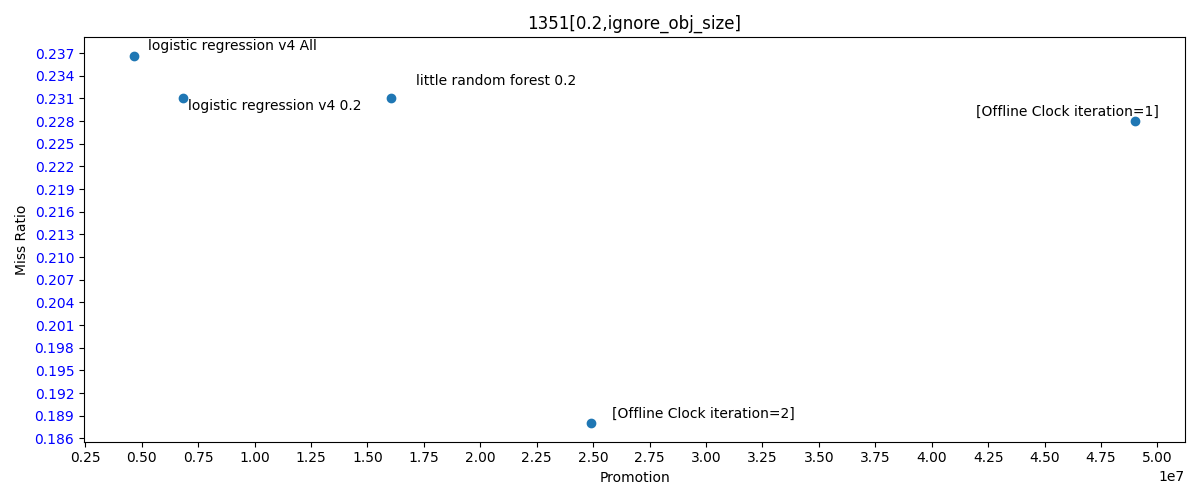 1351[0.2,ignore_obj_size]
logistic regression v4 All
little random forest 0.2
logistic regression v4 0.2
[Offline Clock iteration=1]
[Offline Clock iteration=2]
Miss Ratio
0.237
0.234
0.231
0.228
0.225
0.222
0.219
0.216
0.213
0.210
0.207
0.204
0.201
0.198
0.195
0.192
0.189
0.186
0.25 0.50 0.75 1.00 1.25 1.50 1.75 2.00 2.25 2.50 2.75 3.00 3.25 3.50 3.75 4.00 4.25 4.50 4.75 5.00
1e7
Promotion